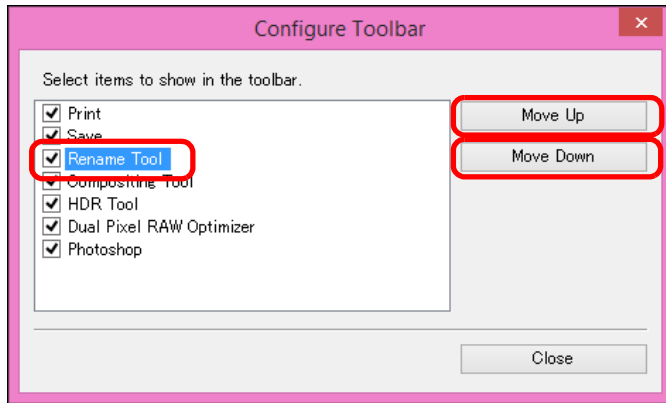 Configure Toolbar
Select items to show in the toolbar.
Print
Save
Rename Tool
Compositing Tool
HDR Tool
Dual Pixel RAW Optimizer
Photoshop
Move Up
Move Down
Close